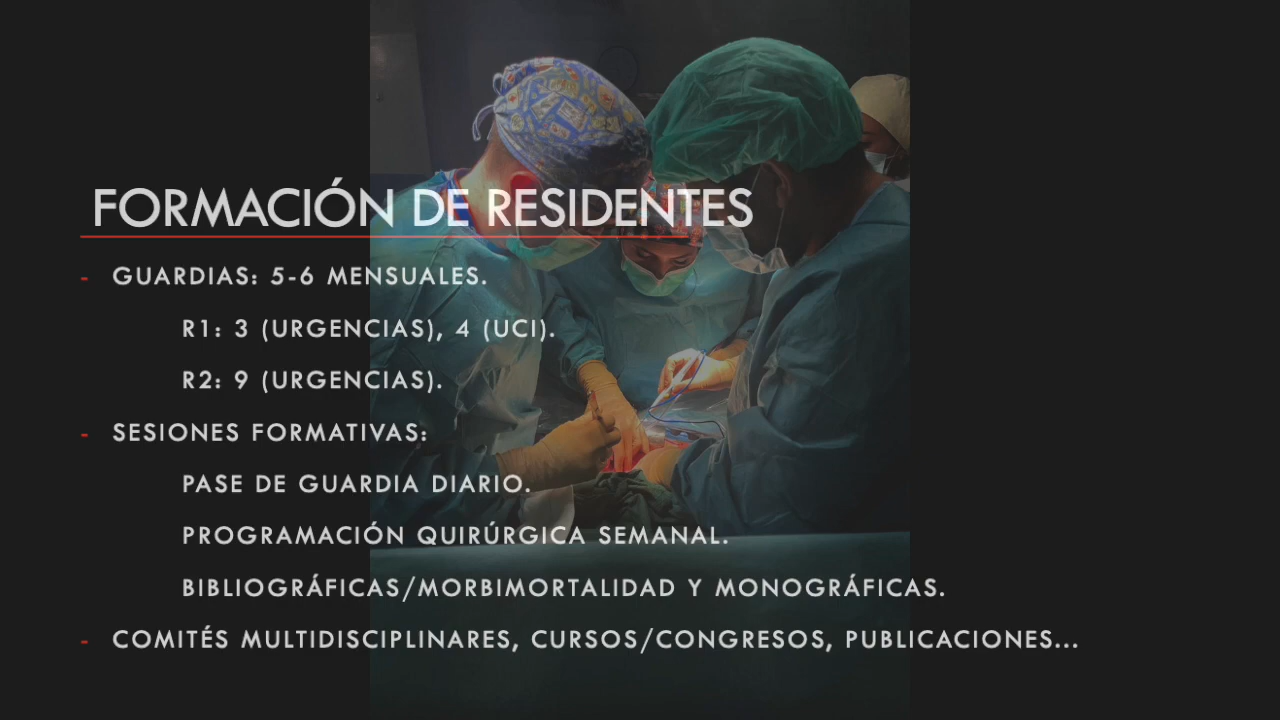 FORMACIÓN DE RESIDENTES
- GUARDIAS: 5-6 MENSUALES.
R1: 3 (URGENCIAS), 4 (UCI).
R2: 9 (URGENCIAS).
- SESIONES FORMATIVAS:
PASE DE GUARDIA DIARIO.
PROGRAMACIÓN QUIRÚRGICA SEMANAL.
BIBLIOGRÁFICAS/MORBIMORTALIDAD Y MONOGRÁFICAS.
- COMITÉS MULTIDISCIPLINARES, CURSOS/CONGRESOS, PUBLICACIONES...